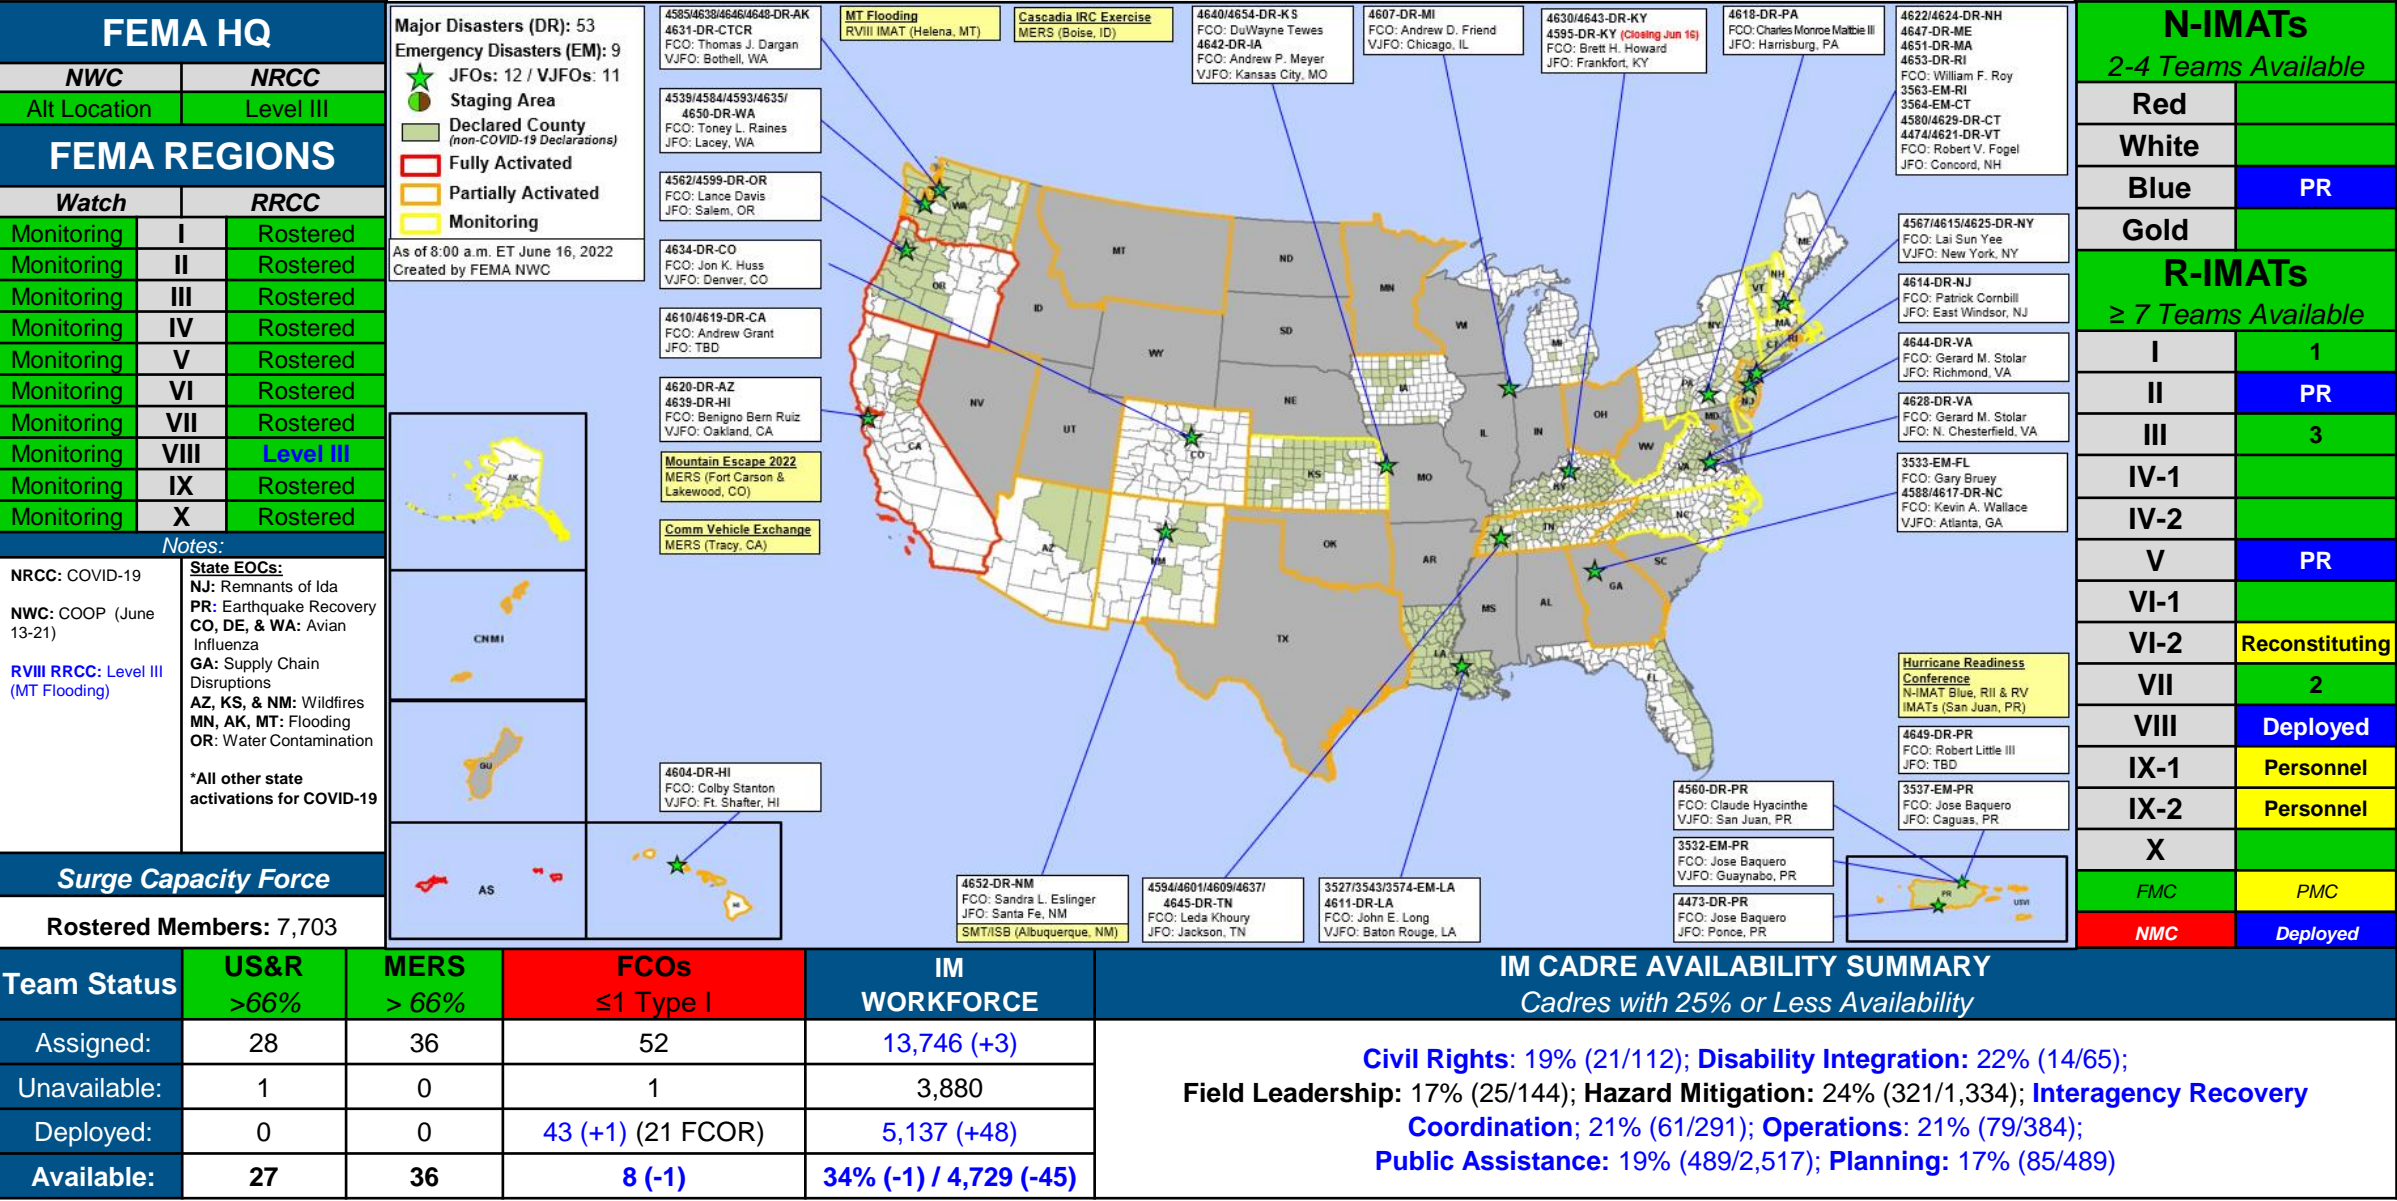 FEMA HQ
NWC NRCC
Alt Location Level III
FEMA REGIONS
Watch RRCC
Monitoring I Rostered
Monitoring II Rostered
Monitoring III Rostered
Monitoring IV Rostered
Monitoring V Rostered
Monitoring VI Rostered
Monitoring VII Rostered
Monitoring VIII Level III
Monitoring IX Rostered
Monitoring X Rostered
Notes:
NRCC: COVID-19
NWC: COOP (June
13-21)
RVIII RRCC: Level III
(MT Flooding)
State EOCs:
NJ: Remnants of Ida
PR: Earthquake Recovery
CO, DE, & WA: Avian
Influenza
GA: Supply Chain
Disruptions
AZ, KS, & NM: Wildfires
MN, AK, MT: Flooding
OR: Water Contamination
*All other state
activations for COVID-19
Surge Capacity Force
Rostered Members: 7,703
Major Disasters (DR): 53
Emergency Disasters (EM): 9
JFOs: 12 / VJFOs: 11
Staging Area
Declared County
(non-COVID-19 Declarations)
Fully Activated
Partially Activated
Monitoring
As of 8:00 a.m. ET June 16, 2022
Created by FEMA NWC
4585/4638/4646/4648-DR-AK
4631-DR-CTCR
FCO: Thomas J. Dargan
VJFO: Bothell, WA
4539/4584/4593/4635/
4650-DR-WA
FCO: Toney L. Raines
JFO: Lacey, WA
4562/4599-DR-OR
FCO: Lance Davis
JFO: Salem, OR
4634-DR-CO
FCO: Jon K. Huss
VJFO: Denver, CO
4610/4619-DR-CA
FCO: Andrew Grant
JFO: TBD
4620-DR-AZ
4639-DR-HI
FCO: Benigno Bern Ruiz
VJFO: Oakland, CA
Mountain Escape 2022
MERS (Fort Carson &
Lakewood, CO)
Comm Vehicle Exchange
MERS (Tracy, CA)
4604-DR-HI
FCO: Colby Stanton
VJFO: Ft. Shafter, HI
MT Flooding
RVIII IMAT (Helena, MT)
Cascadia IRC Exercise
MERS (Boise, ID)
4640/4654-DR-KS
FCO: DuWayne Tewes
4642-DR-IA
FCO: Andrew P. Meyer
VJFO: Kansas City, MO
4607-DR-MI
FCO: Andrew D. Friend
VJFO: Chicago, IL
4630/4643-DR-KY
4595-DR-KY (Closing Jun 16)
FCO: Brett H. Howard
JFO: Frankfort, KY
4618-DR-PA
FCO: Charles Monroe Maltbie III
JFO: Harrisburg, PA
4622/4624-DR-NH
4647-DR-ME
4651-DR-MA
4653-DR-RI
FCO: William F. Roy
3563-EM-RI
3564-EM-CT
4580/4629-DR-CT
4474/4621-DR-VT
FCO: Robert V. Fogel
JFO: Concord, NH
4567/4615/4625-DR-NY
FCO: Lai Sun Yee
VJFO: New York, NY
4614-DR-NJ
FCO: Patrick Cornbill
JFO: East Windsor, NJ
4644-DR-VA
FCO: Gerard M. Stolar
JFO: Richmond, VA
4628-DR-VA
FCO: Gerard M. Stolar
JFO: N. Chesterfield, VA
3533-EM-FL
FCO: Gary Bruey
4588/4617-DR-NC
FCO: Kevin A. Wallace
VJFO: Atlanta, GA
Hurricane Readiness
Conference
N-IMAT Blue, RII & RV
IMATs (San Juan, PR)
4649-DR-PR
FCO: Robert Little III
JFO: TBD
4560-DR-PR
FCO: Claude Hyacinthe
VJFO: San Juan, PR
3537-EM-PR
FCO: Jose Baquero
JFO: Caguas, PR
3532-EM-PR
FCO: Jose Baquero
VJFO: Guaynabo, PR
4473-DR-PR
FCO: Jose Baquero
JFO: Ponce, PR
4652-DR-NM
FCO: Sandra L. Eslinger
JFO: Santa Fe, NM
SMT/ISB (Albuquerque, NM)
4594/4601/4609/4637/
4645-DR-TN
FCO: Leda Khoury
JFO: Jackson, TN
3527/3543/3574-EM-LA
4611-DR-LA
FCO: John E. Long
VJFO: Baton Rouge, LA
WA
MT
ND
MN
ME
OR
ID
SD
WI
MI
NY
VT
NH
MA
CT
RI
WY
NE
IA
PA
NJ
NV
UT
CO
KS
MO
IL
IN
OH
WV
MD
VA
KY
CA
AZ
NM
OK
AR
TN
NC
SC
TX
LA
MS
AL
GA
FL
AK
CNMI
GU
AS
HI
PR
USVI
N-IMATs
2-4 Teams Available
Red
White
Blue PR
Gold
R-IMATs
≥ 7 Teams Available
I 1
II PR
III 3
IV-1
IV-2
V PR
VI-1
VI-2 Reconstituting
VII 2
VIII Deployed
IX-1 Personnel
IX-2 Personnel
X
FMC PMC
NMC Deployed
Team Status
US&R
>66%
MERS
> 66%
FCOs
≤1 Type I
IM
WORKFORCE
Assigned: 28 36 52 13,746 (+3)
Unavailable: 1 0 1 3,880
Deployed: 0 0 43 (+1) (21 FCOR) 5,137 (+48)
Available: 27 36 8 (-1) 34% (-1) / 4,729 (-45)
IM CADRE AVAILABILITY SUMMARY
Cadres with 25% or Less Availability
Civil Rights: 19% (21/112); Disability Integration: 22% (14/65);
Field Leadership: 17% (25/144); Hazard Mitigation: 24% (321/1,334); Interagency Recovery
Coordination; 21% (61/291); Operations: 21% (79/384);
Public Assistance: 19% (489/2,517); Planning: 17% (85/489)